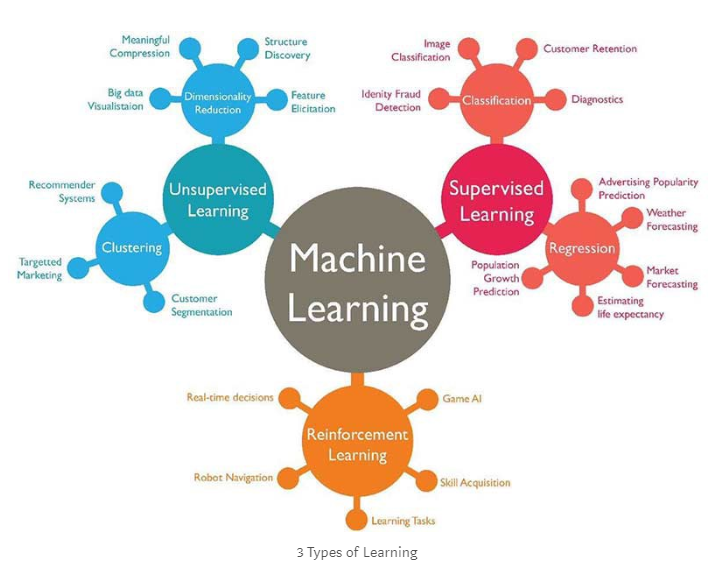 Meaningful
Compression
Structure
Discovery
Big data
Visualistaion
Dimensionality
Reduction
Feature
Elicitation
Unsupervised
Learning
Recommender
Systems
Clustering
Targetted
Marketing
Customer
Segmentation
Image
Classification
Customer Retention
Idenity Fraud
Detection
Classification
Diagnostics
Supervised
Learning
Advertising Popularity
Prediction
Weather
Forecasting
Regression
Population
Growth
Prediction
Market
Forecasting
Estimating
life expectancy
Machine
Learning
Real-time decisions
Game AI
Reinforcement
Learning
Robot Navigation
Skill Acquisition
Learning Tasks
3 Types of Learning